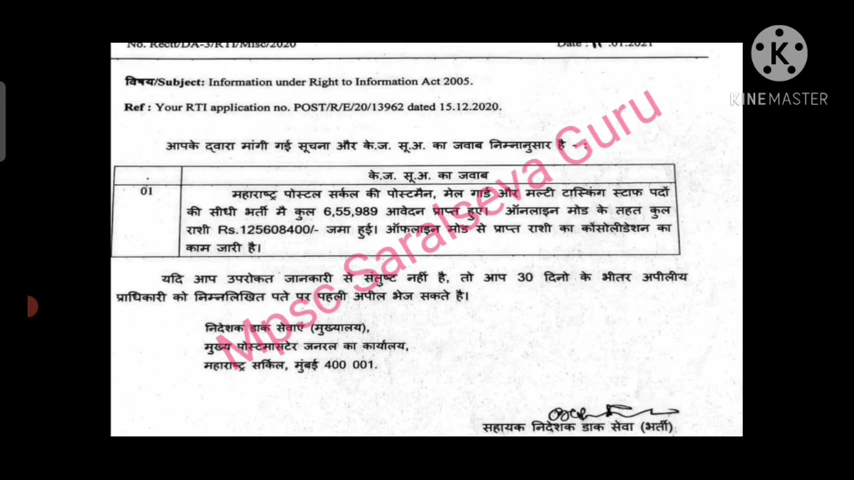 No. Rectt/DA-3/RTI/Misc/2020 Date : .01.2021
विषय/Subject: Information under Right to Information Act 2005.
Ref : Your RTI application no. POST/R/E/20/13962 dated 15.12.2020.
आपके द्वारा मांगी गई सूचना और के.ज. सू.अ. का जवाब निम्नानुसार है -:
के.ज. सू.अ. का जवाब
01 महाराष्ट्र पोस्टल सर्कल की पोस्टमैन, मेल गार्ड और मल्टी टास्किंग स्टाफ पदों
की सीधी भर्ती मै कुल 6,55,989 आवेदन प्राप्त हुए। ऑनलाइन मोड के तहत कुल
राशी Rs.125608400/- जमा हुई। ऑफलाइन मोड से प्राप्त राशी का कोंसोलीडेशन का
काम जारी है।
यदि आप उपरोकत जानकारी से संतुष्ट नहीं है, तो आप 30 दिनो के भीतर अपीलीय
प्राधिकारी को निम्नलिखित पते पर पहली अपील भेज सकते है।
निदेशक डाक सेवाएं (मुख्यालय),
मुख्य पोस्टमास्टेर जनरल का कार्यालय,
महाराष्ट्र सर्किल, मुंबई 400 001.
सहायक निदेशक डाक सेवा (भर्ती)
Mpsc Saralseva Guru
K
KINEMASTER